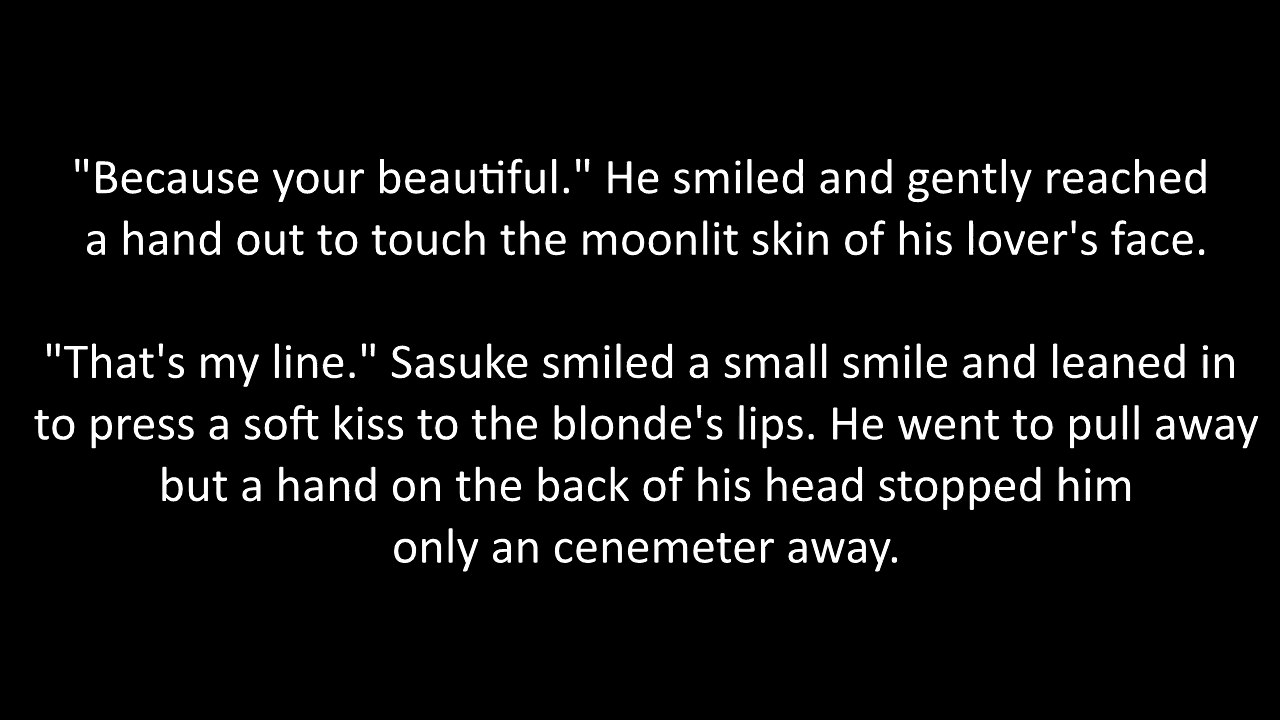 "Because your beautiful." He smiled and gently reached
a hand out to touch the moonlit skin of his lover's face.
"That's my line." Sasuke smiled a small smile and leaned in
to press a soft kiss to the blonde's lips. He went to pull away
but a hand on the back of his head stopped him
only an cenemeter away.